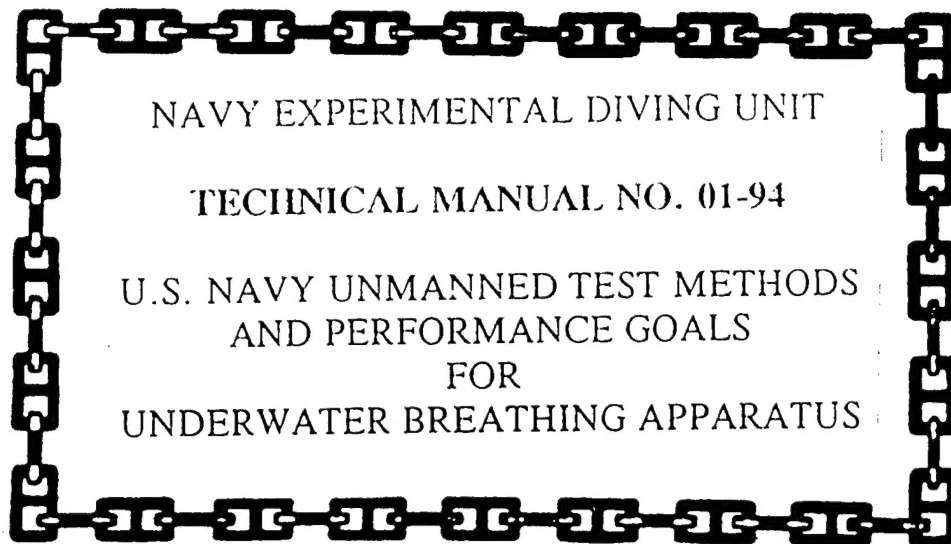 NAVY EXPERIMENTAL DIVING UNIT
TECHNICAL MANUAL NO. 01-94
U.S. NAVY UNMANNED TEST METHODS
AND PERFORMANCE GOALS
FOR
UNDERWATER BREATHING APPARATUS